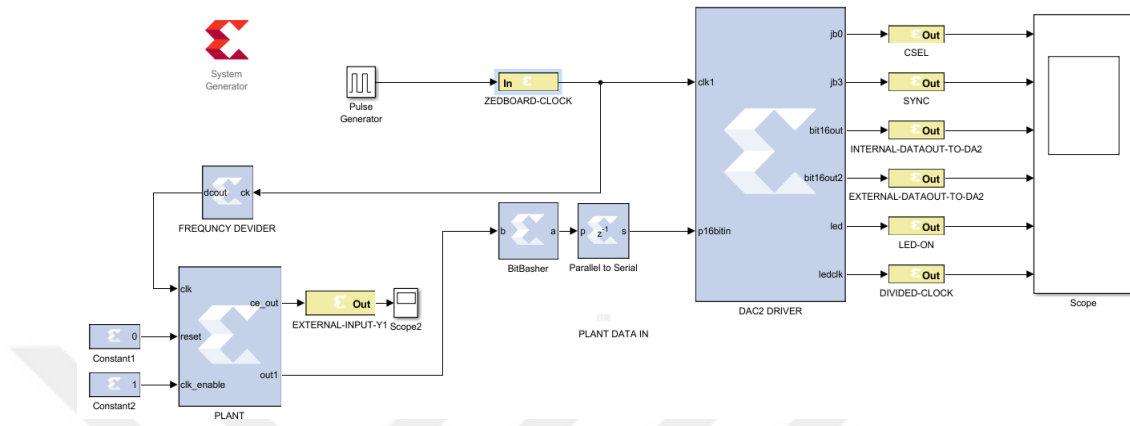 System
Generator
Pulse
Generator
In
ZEDBOARD-CLOCK
clk1
p16bitin
jb0
jb3
bit16out
bit16out2
led
ledclk
DAC2 DRIVER
Out
CSEL
Out
SYNC
Out
INTERNAL-DATAOUT-TO-DA2
Out
EXTERNAL-DATAOUT-TO-DA2
Out
LED-ON
Out
DIVIDED-CLOCK
Scope
dcout
ck
FREQUNCY DEVIDER
b
a
BitBasher
p
z-1
s
Parallel to Serial
clk
reset
clk_enable
ce_out
out1
PLANT
Out
EXTERNAL-INPUT-Y1
Scope2
0
Constant1
1
Constant2
PLANT DATA IN